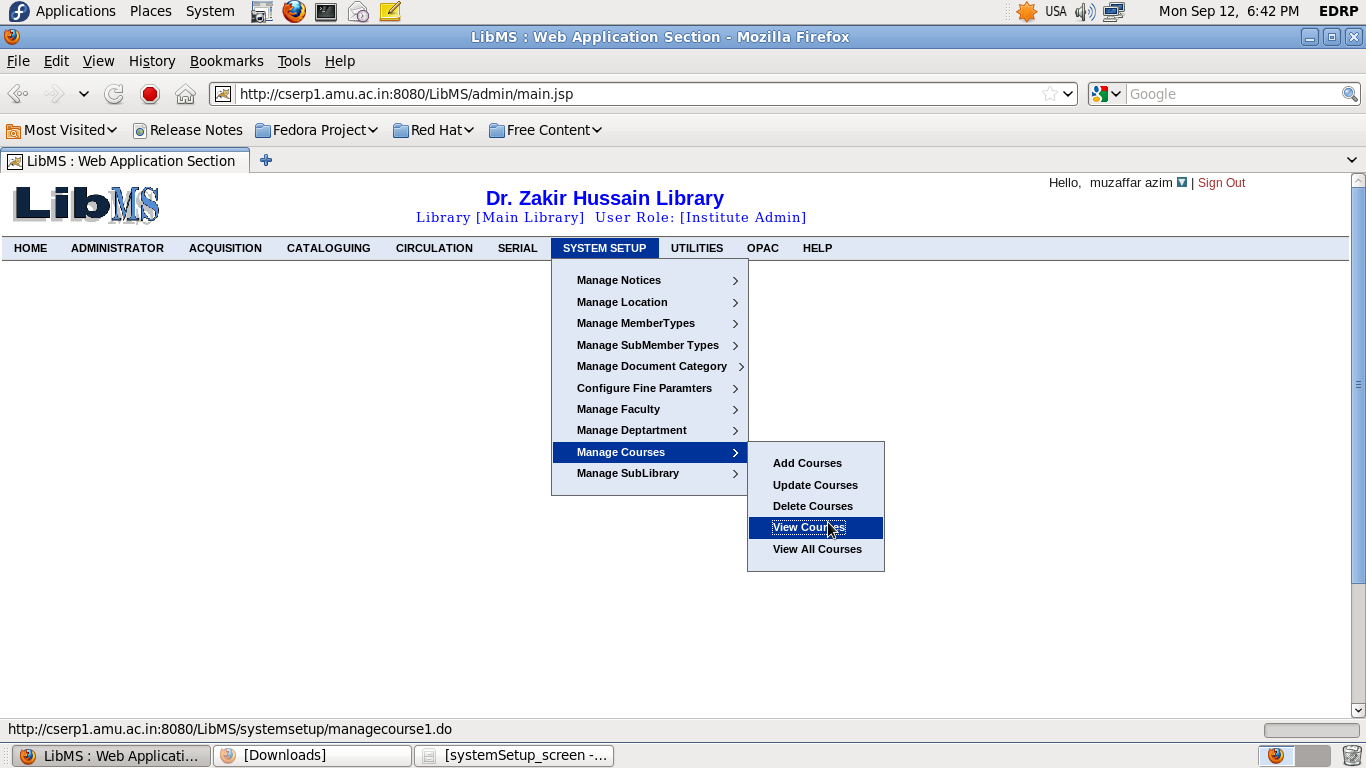 Applications Places System USA Mon Sep 12, 6:42 PM EDRP
LibMS : Web Application Section - Mozilla Firefox
File Edit View History Bookmarks Tools Help
http://cserp1.amu.ac.in:8080/LibMS/admin/main.jsp Google
Most Visited Release Notes Fedora Project Red Hat Free Content
LibMS : Web Application Section
Hello, muzaffar azim | Sign Out
LibMS
Dr. Zakir Hussain Library
Library [Main Library] User Role: [Institute Admin]
HOME ADMINISTRATOR ACQUISITION CATALOGUING CIRCULATION SERIAL SYSTEM SETUP UTILITIES OPAC HELP
Manage Notices
Manage Location
Manage MemberTypes
Manage SubMember Types
Manage Document Category
Configure Fine Paramters
Manage Faculty
Manage Deptartment
Manage Courses
Manage SubLibrary
Add Courses
Update Courses
Delete Courses
View Courses
View All Courses
http://cserp1.amu.ac.in:8080/LibMS/systemsetup/managecourse1.do
LibMS : Web Applicati... [Downloads] [systemSetup_screen -...